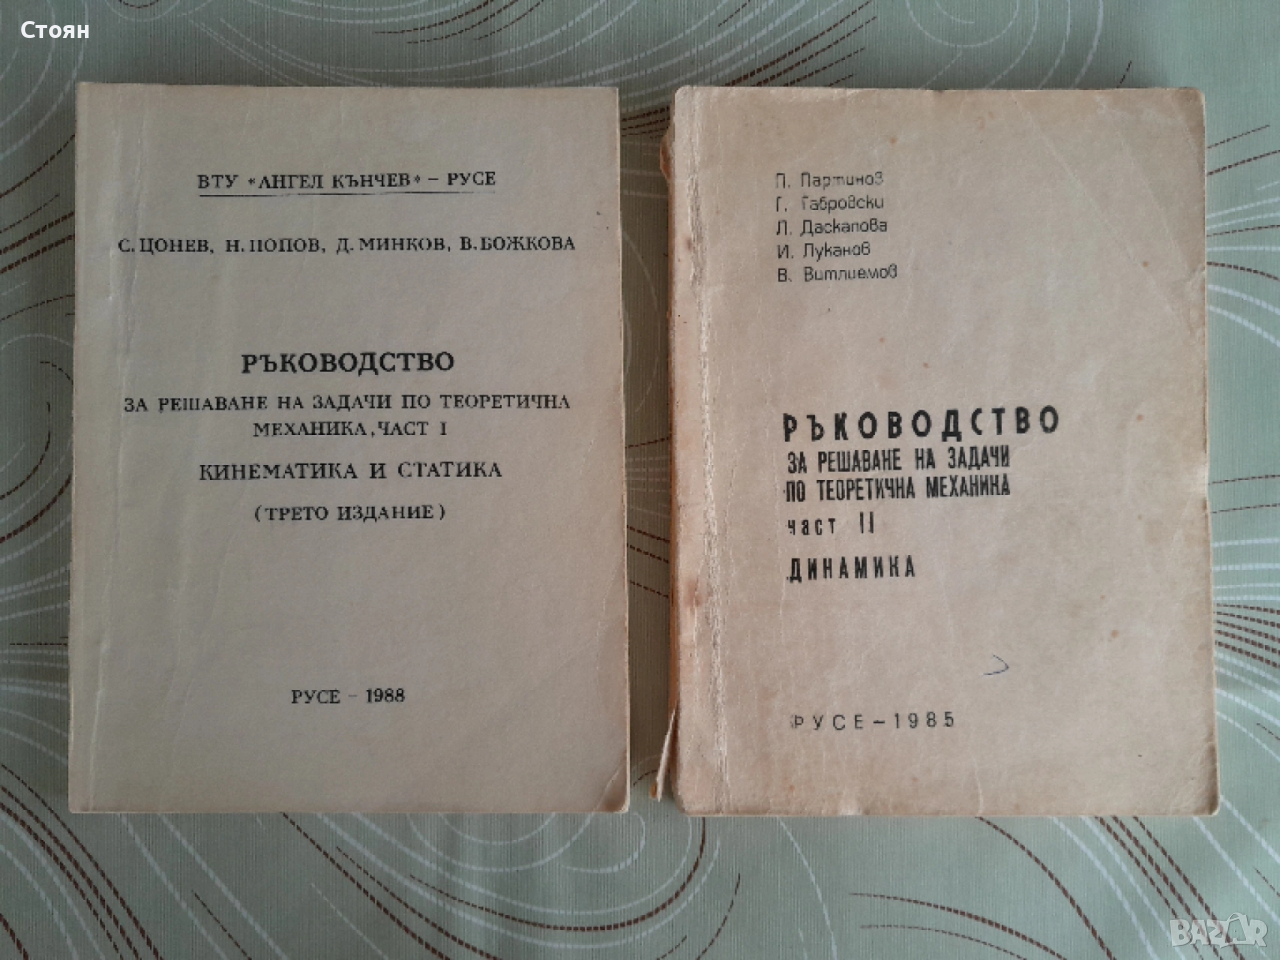 Стоян
ВТУ "АНГЕЛ КЪНЧЕВ" – РУСЕ
С. ЦОНЕВ, Н. ПОПОВ, Д. МИНКОВ, В. БОЖКОВА
РЪКОВОДСТВО
ЗА РЕШАВАНЕ НА ЗАДАЧИ ПО ТЕОРЕТИЧНА
МЕХАНИКА, ЧАСТ I
КИНЕМАТИКА И СТАТИКА
(ТРЕТО ИЗДАНИЕ)
РУСЕ – 1988
П. Партинов
Г. Габровски
Л. Даскалова
И. Луканов
В. Витлиемов
РЪКОВОДСТВО
ЗА РЕШАВАНЕ НА ЗАДАЧИ
ПО ТЕОРЕТИЧНА МЕХАНИКА
част II
ДИНАМИКА
РУСЕ – 1985
BAZAR